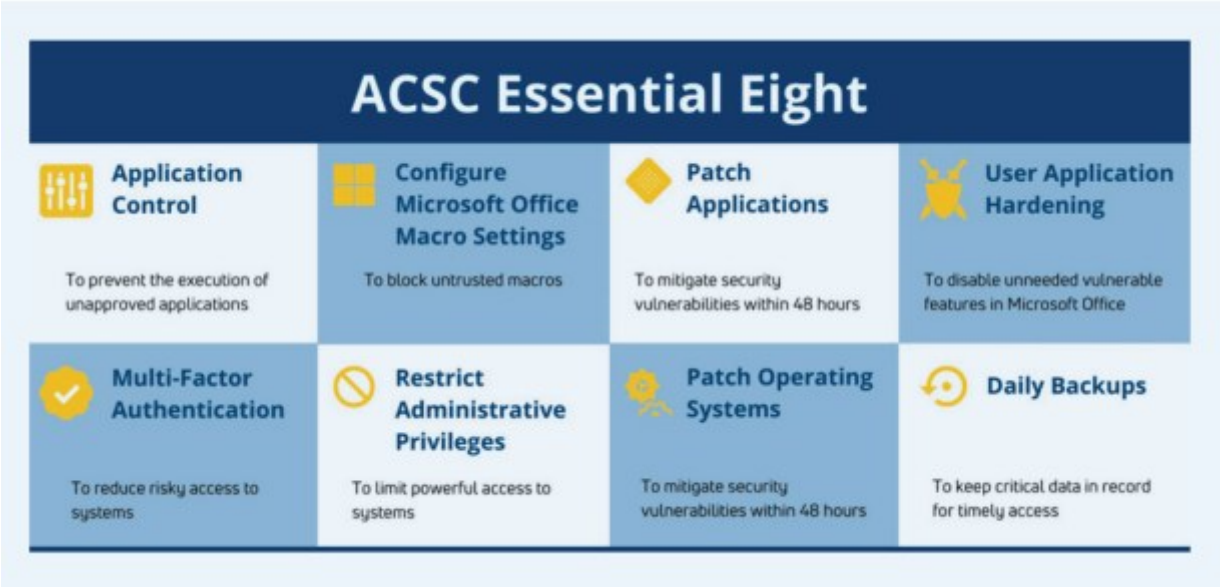 ACSC Essential Eight
Application
Control
To prevent the execution of
unapproved applications
Configure
Microsoft Office
Macro Settings
To block untrusted macros
Patch
Applications
To mitigate security
vulnerabilities within 48 hours
User Application
Hardening
To disable unneeded vulnerable
features in Microsoft Office
Multi-Factor
Authentication
To reduce risky access to
systems
Restrict
Administrative
Privileges
To limit powerful access to
systems
Patch Operating
Systems
To mitigate security
vulnerabilities within 48 hours
Daily Backups
To keep critical data in record
for timely access